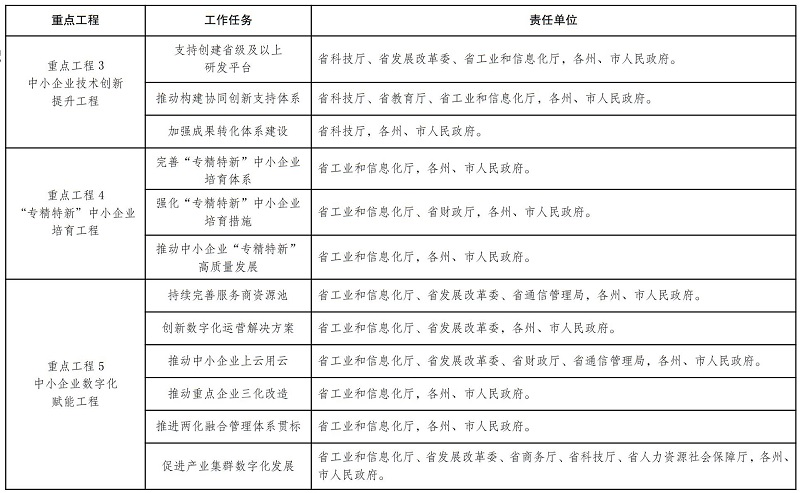 重点工程
工作任务
责任单位
重点工程 3
中小企业技术创新
提升工程
支持创建省级及以上
研发平台
省科技厅、省发展改革委、省工业和信息化厅，各州、市人民政府。
推动构建协同创新支持体系
省科技厅、省教育厅、省工业和信息化厅，各州、市人民政府。
加强成果转化体系建设
省科技厅，各州、市人民政府。
重点工程 4
“专精特新”中小企业
培育工程
完善“专精特新”中小企业
培育体系
省工业和信息化厅，各州、市人民政府。
强化“专精特新”中小企业
培育措施
省工业和信息化厅、省财政厅，各州、市人民政府。
推动中小企业“专精特新”
高质量发展
省工业和信息化厅，各州、市人民政府。
重点工程 5
中小企业数字化
赋能工程
持续完善服务商资源池
省工业和信息化厅、省发展改革委、省通信管理局，各州、市人民政府。
创新数字化运营解决方案
省工业和信息化厅、省发展改革委，各州、市人民政府。
推动中小企业上云用云
省工业和信息化厅、省发展改革委、省财政厅、省通信管理局，各州、市人民政府。
推动重点企业三化改造
省工业和信息化厅，各州、市人民政府。
推进两化融合管理体系贯标
省工业和信息化厅，各州、市人民政府。
促进产业集群数字化发展
省工业和信息化厅、省发展改革委、省商务厅、省科技厅、省人力资源社会保障厅，各州、
市人民政府。